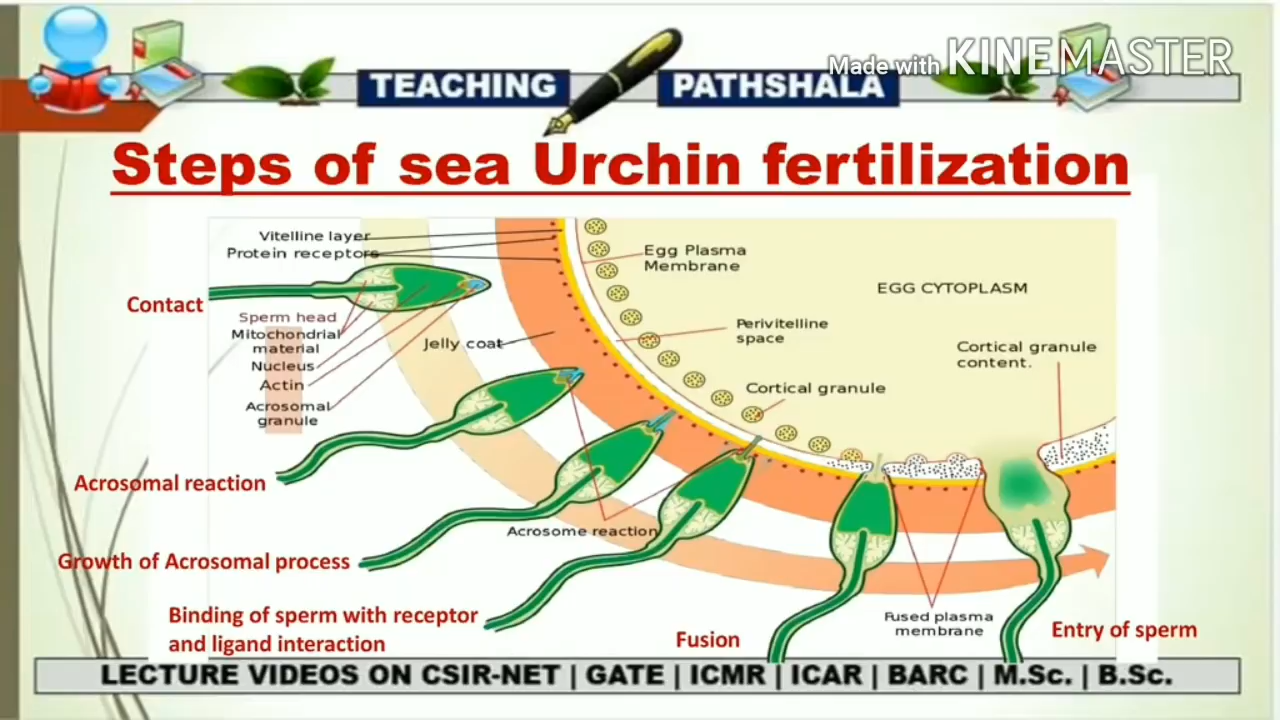 Made with KINEMASTER
TEACHING PATHSHALA
Steps of sea Urchin fertilization
Vitelline layer
Protein receptors
Egg Plasma
Membrane
EGG CYTOPLASM
Contact
Sperm head
Mitochondrial
material
Nucleus
Actin
Acrosomal
granule
Jelly coat
Perivitelline
space
Cortical granule
content.
Cortical granule
Acrosomal reaction
Acrosome reaction
Growth of Acrosomal process
Binding of sperm with receptor
and ligand interaction
Fusion
Fused plasma
membrane
Entry of sperm
LECTURE VIDEOS ON CSIR-NET | GATE | ICMR | ICAR | BARC | M.Sc. | B.Sc.